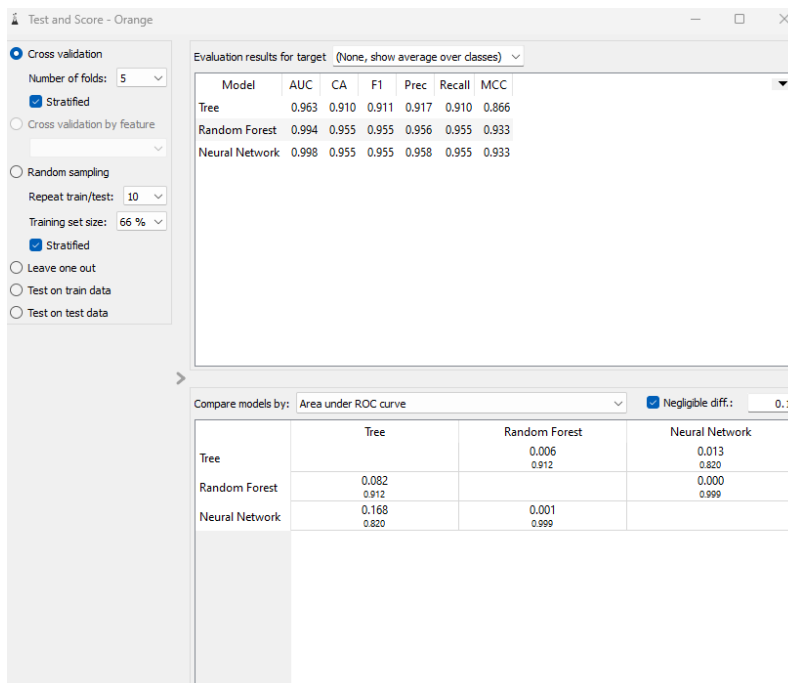 Test and Score - Orange
Cross validation
Number of folds: 5
Stratified
Cross validation by feature
Random sampling
Repeat train/test: 10
Training set size: 66 %
Stratified
Leave one out
Test on train data
Test on test data
Evaluation results for target (None, show average over classes)
Model AUC CA F1 Prec Recall MCC
Tree 0.963 0.910 0.911 0.917 0.910 0.866
Random Forest 0.994 0.955 0.955 0.956 0.955 0.933
Neural Network 0.998 0.955 0.955 0.958 0.955 0.933
Compare models by: Area under ROC curve
Negligible diff.:
Tree Random Forest Neural Network
Tree 0.006 0.013
0.912 0.820
Random Forest 0.082 0.000
0.912 0.999
Neural Network 0.168 0.001
0.820 0.999